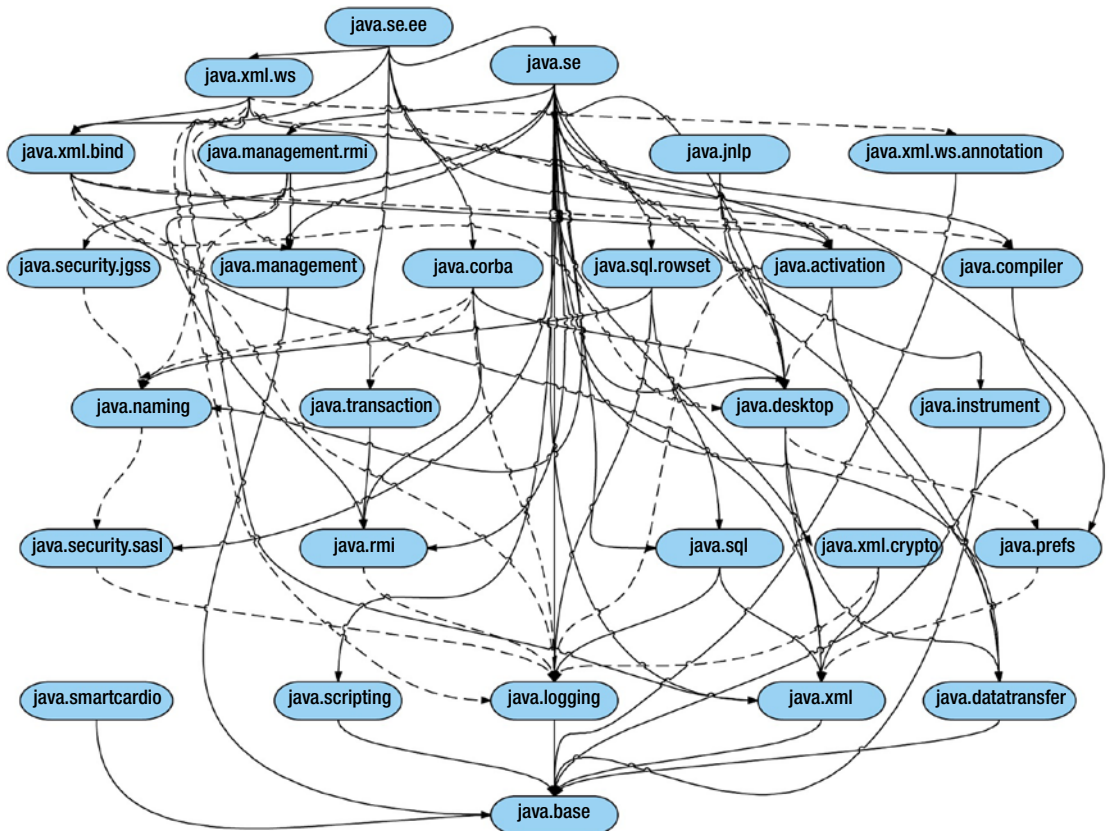 java.se.ee
java.xml.ws
java.se
java.xml.bind
java.management.rmi
java.jnlp
java.xml.ws.annotation
java.security.jgss
java.management
java.corba
java.sql.rowset
java.activation
java.compiler
java.naming
java.transaction
java.desktop
java.instrument
java.security.sasl
java.rmi
java.sql
java.xml.crypto
java.prefs
java.smartcardio
java.scripting
java.logging
java.xml
java.datatransfer
java.base